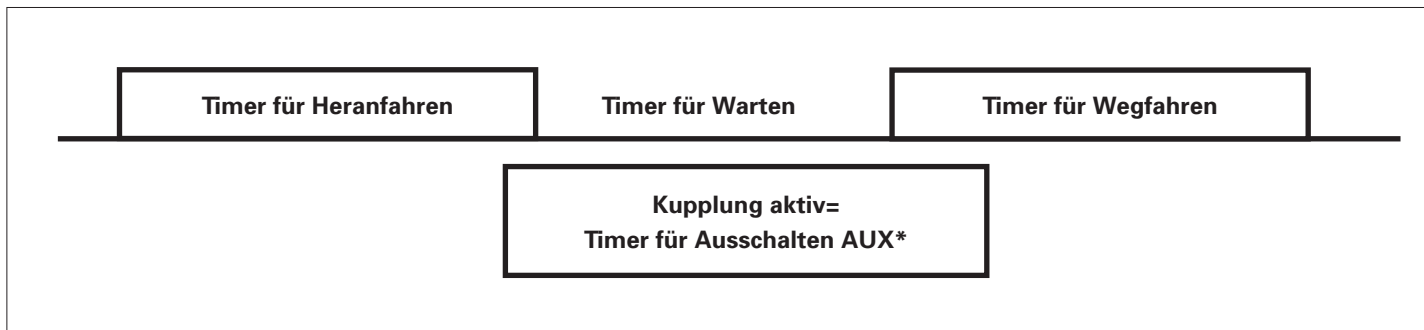 Timer für Heranfahren
Timer für Warten
Timer für Wegfahren
Kupplung aktiv=
Timer für Ausschalten AUX*